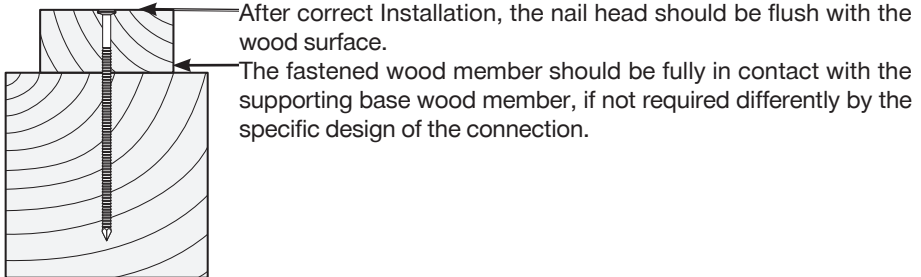 After correct Installation, the nail head should be flush with the
wood surface.
The fastened wood member should be fully in contact with the
supporting base wood member, if not required differently by the
specific design of the connection.